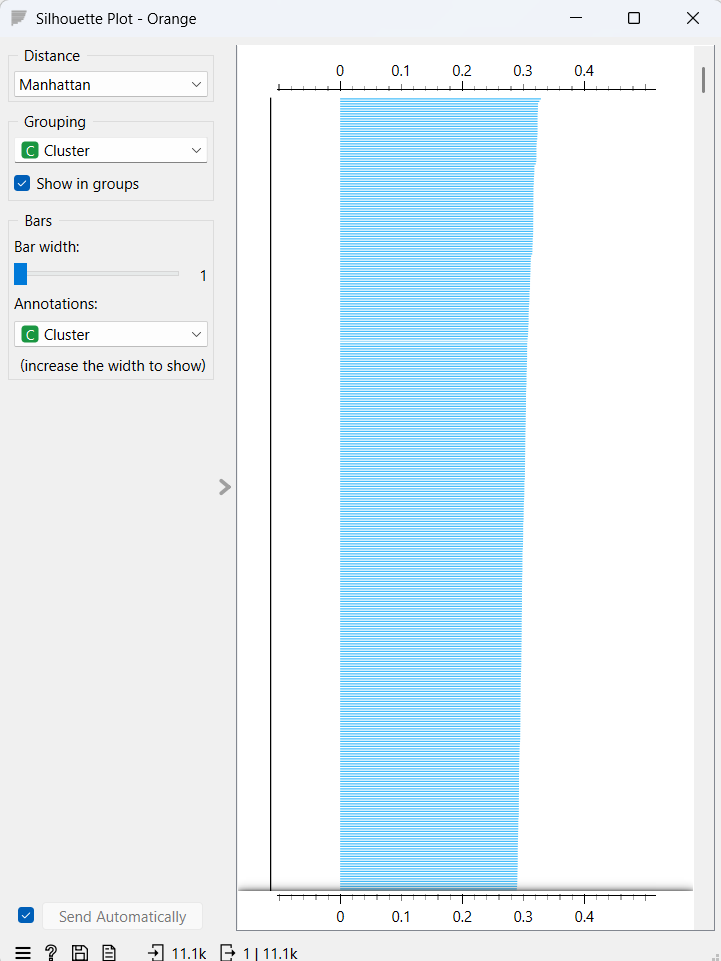 Silhouette Plot - Orange
Distance
Manhattan
Grouping
C Cluster
Show in groups
Bars
Bar width:
1
Annotations:
C Cluster
(increase the width to show)
Send Automatically
? 11.1k 1 | 11.1k
0 0.1 0.2 0.3 0.4
0 0.1 0.2 0.3 0.4